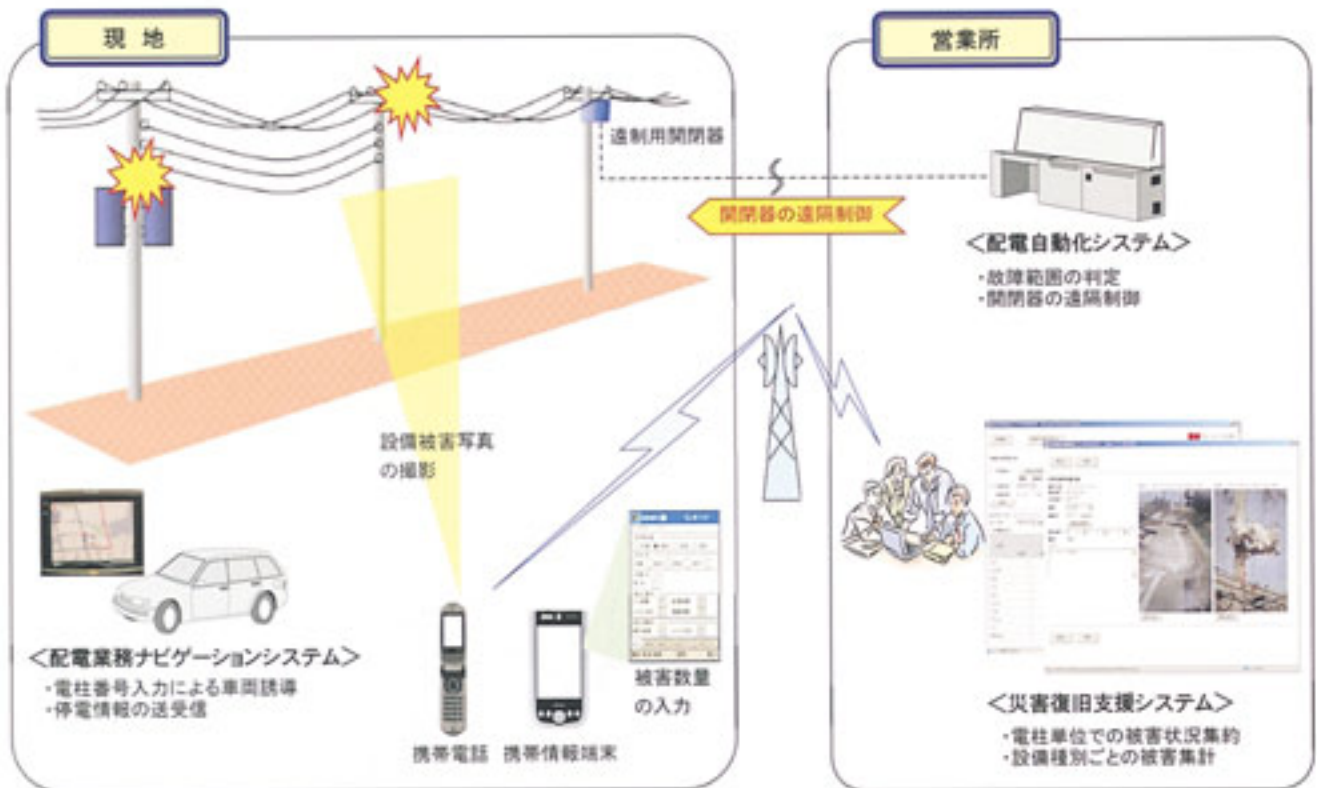 現 地
営業所
遠制用開閉器
開閉器の遠隔制御
<配電自動化システム>
・故障範囲の判定
・開閉器の遠隔制御
設備被害写真
の撮影
<配電業務ナビゲーションシステム>
・電柱番号入力による車両誘導
・停電情報の送受信
携帯電話
携帯情報端末
被害数量
の入力
<災害復旧支援システム>
・電柱単位での被害状況集約
・設備種別ごとの被害集計